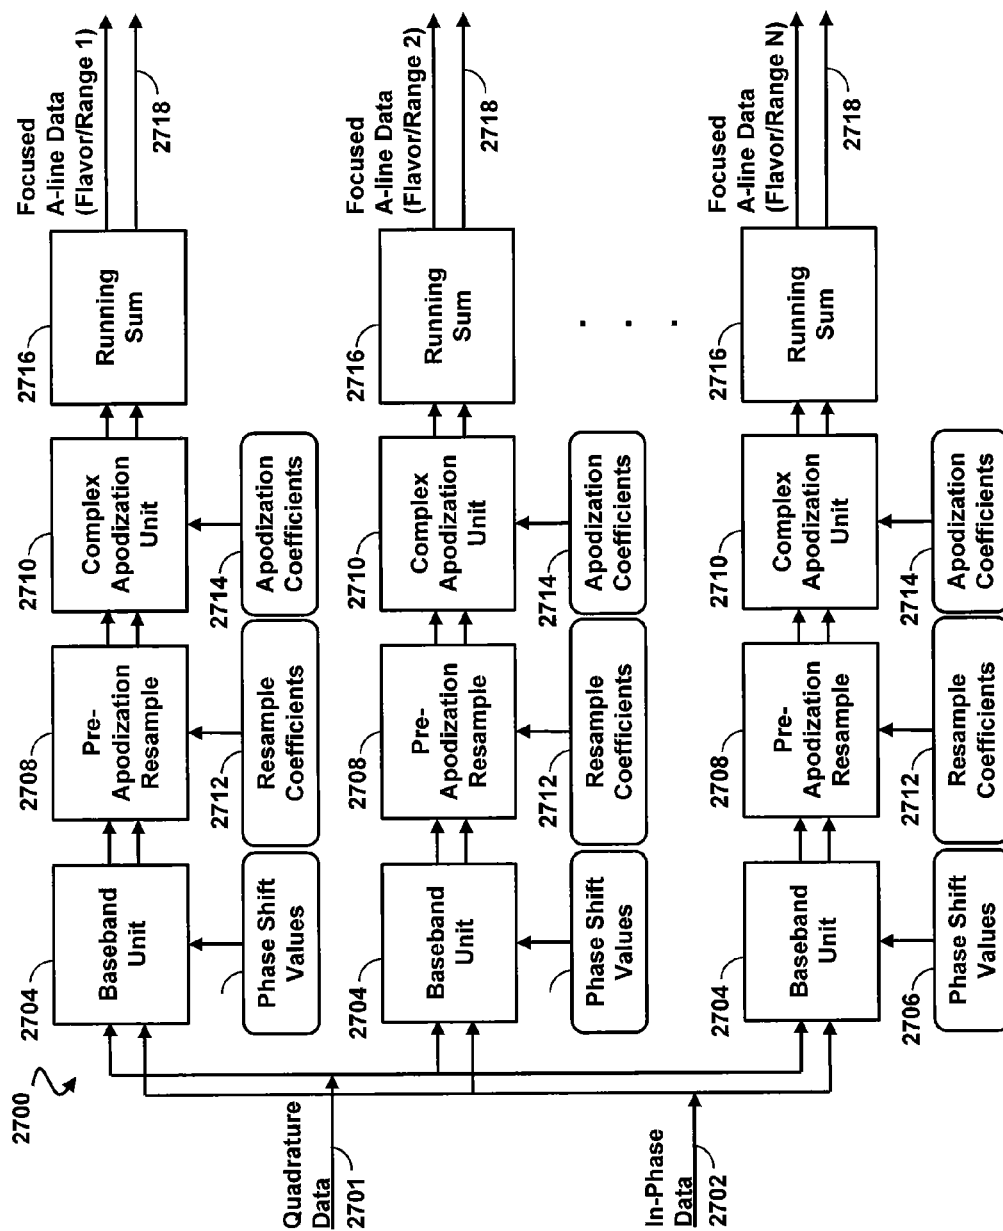 2700
Quadrature
Data
2701
In-Phase
Data
2702
2704
Baseband
Unit
Phase Shift
Values
2708
Pre-
Apodization
Resample
2712
Resample
Coefficients
2710
Complex
Apodization
Unit
2714
Apodization
Coefficients
2716
Running
Sum
Focused
A-line Data
(Flavor/Range 1)
2718
2704
Baseband
Unit
Phase Shift
Values
2708
Pre-
Apodization
Resample
2712
Resample
Coefficients
2710
Complex
Apodization
Unit
2714
Apodization
Coefficients
2716
Running
Sum
Focused
A-line Data
(Flavor/Range 2)
2718
. . .
2704
Baseband
Unit
2706
Phase Shift
Values
2708
Pre-
Apodization
Resample
2712
Resample
Coefficients
2710
Complex
Apodization
Unit
2714
Apodization
Coefficients
2716
Running
Sum
Focused
A-line Data
(Flavor/Range N)
2718